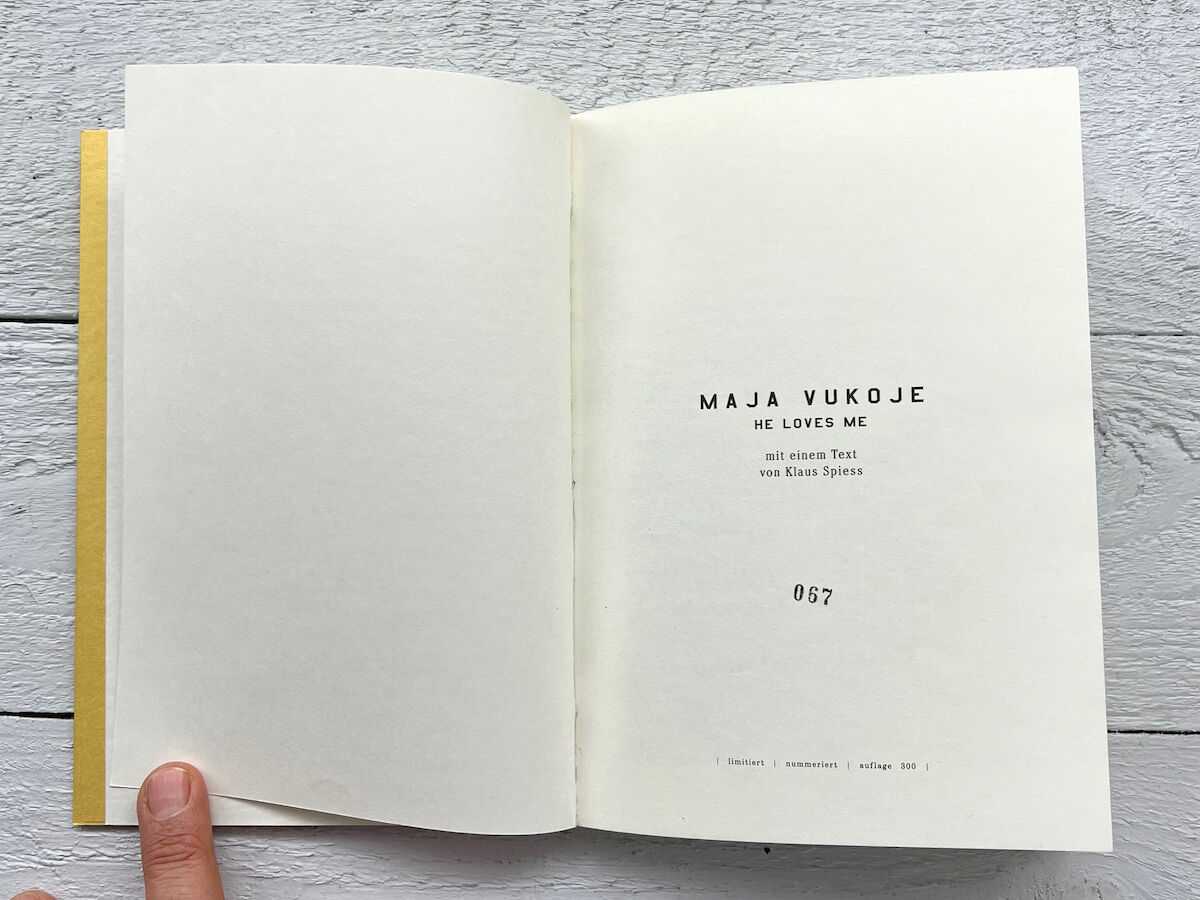 MAJA VUKOJE
HE LOVES ME
mit einem Text
von Klaus Spiess
067
| limitiert | nummeriert | auflage 300 |